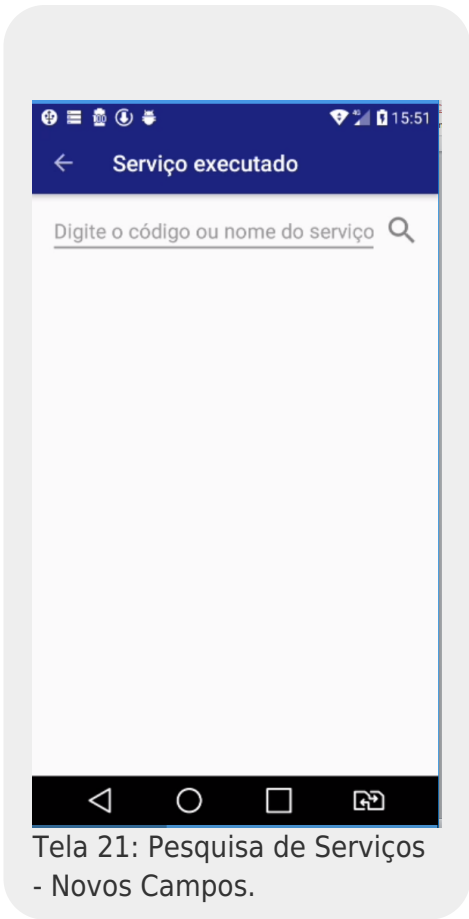 15:51
Serviço executado
Digite o código ou nome do serviço
Tela 21: Pesquisa de Serviços
- Novos Campos.